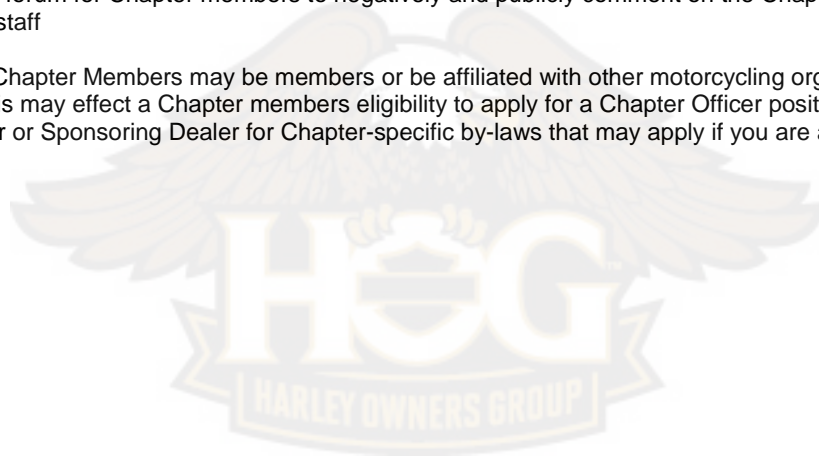 forum for Chapter members to negatively and publicly comment on the Chap
staff
Chapter Members may be members or be affiliated with other motorcycling org
s may effect a Chapter members eligibility to apply for a Chapter Officer posit
r or Sponsoring Dealer for Chapter-specific by-laws that may apply if you are a
HOG
TM
HARLEY OWNERS GROUP